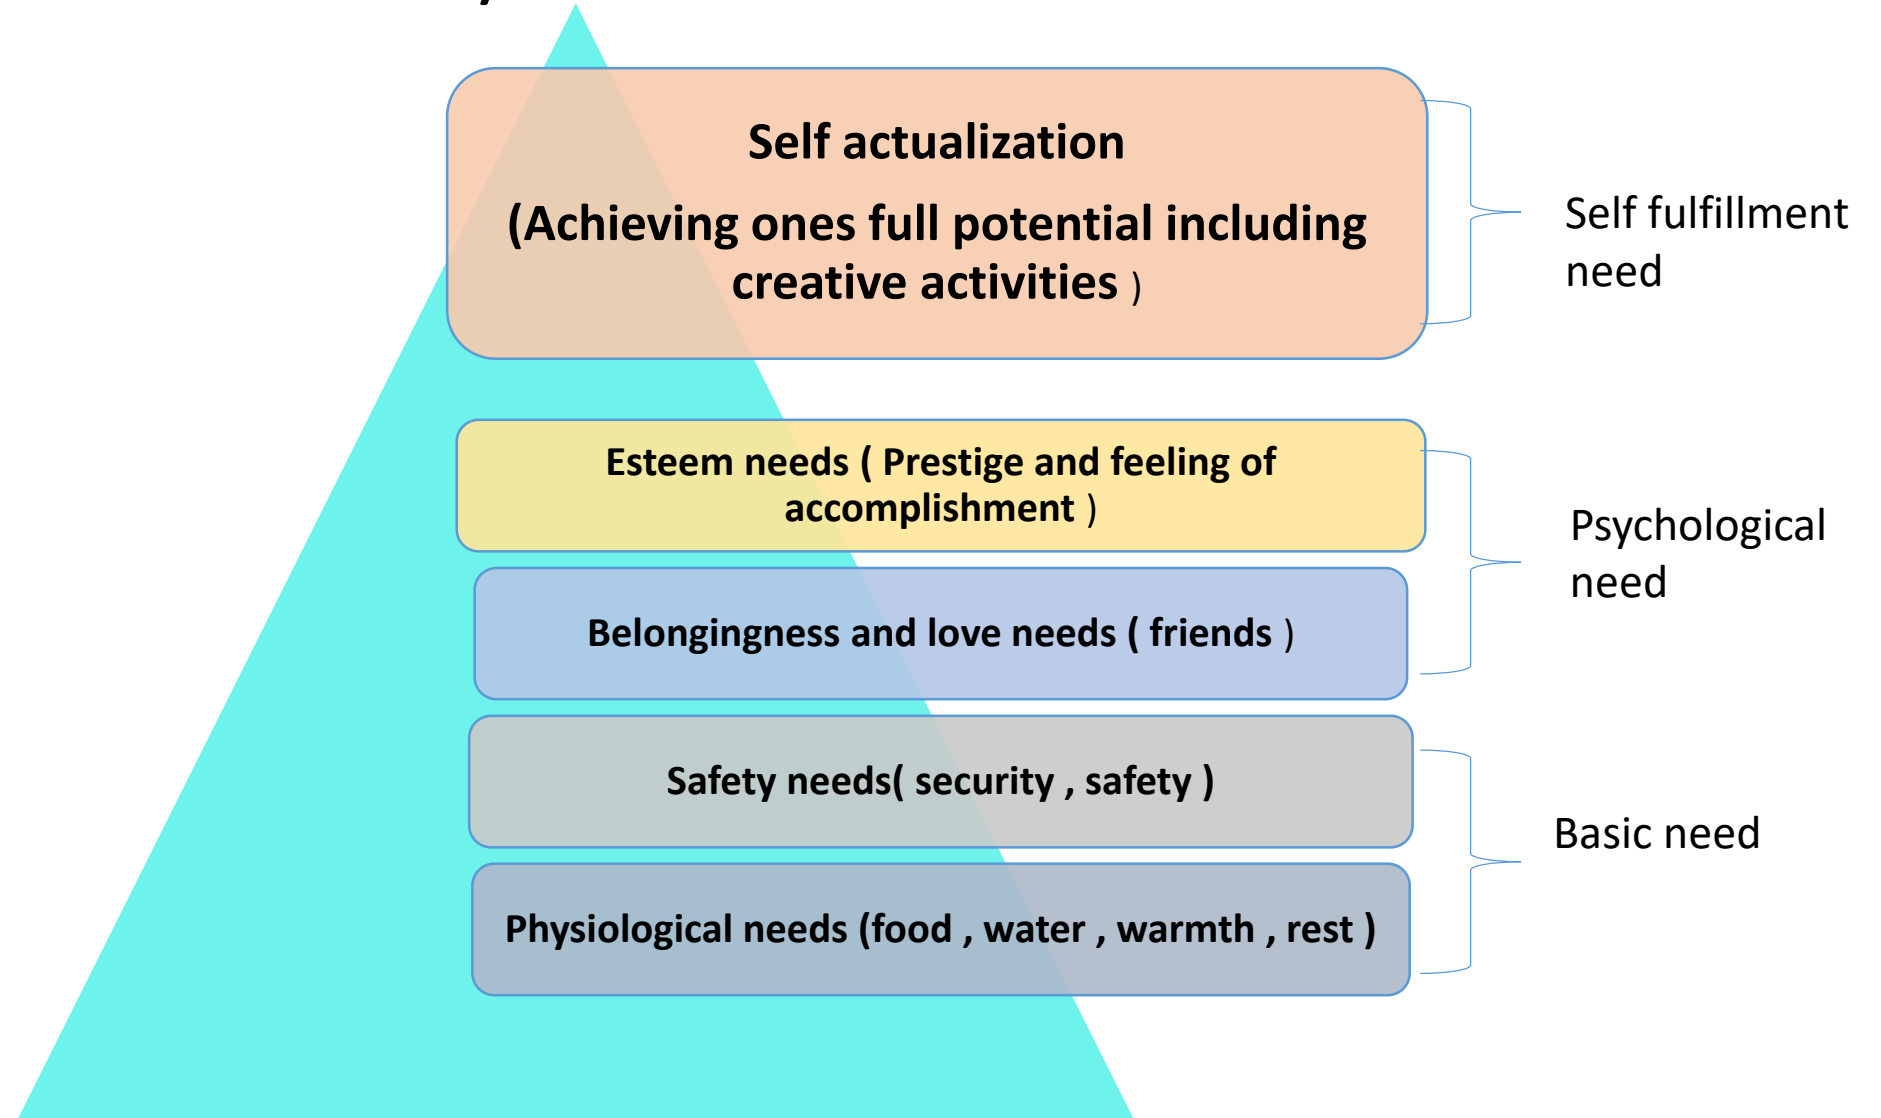 Self actualization
(Achieving ones full potential including
creative activities )
Self fulfillment
need
Esteem needs ( Prestige and feeling of
accomplishment )
Belongingness and love needs ( friends )
Psychological
need
Safety needs( security , safety )
Physiological needs (food , water , warmth , rest )
Basic need